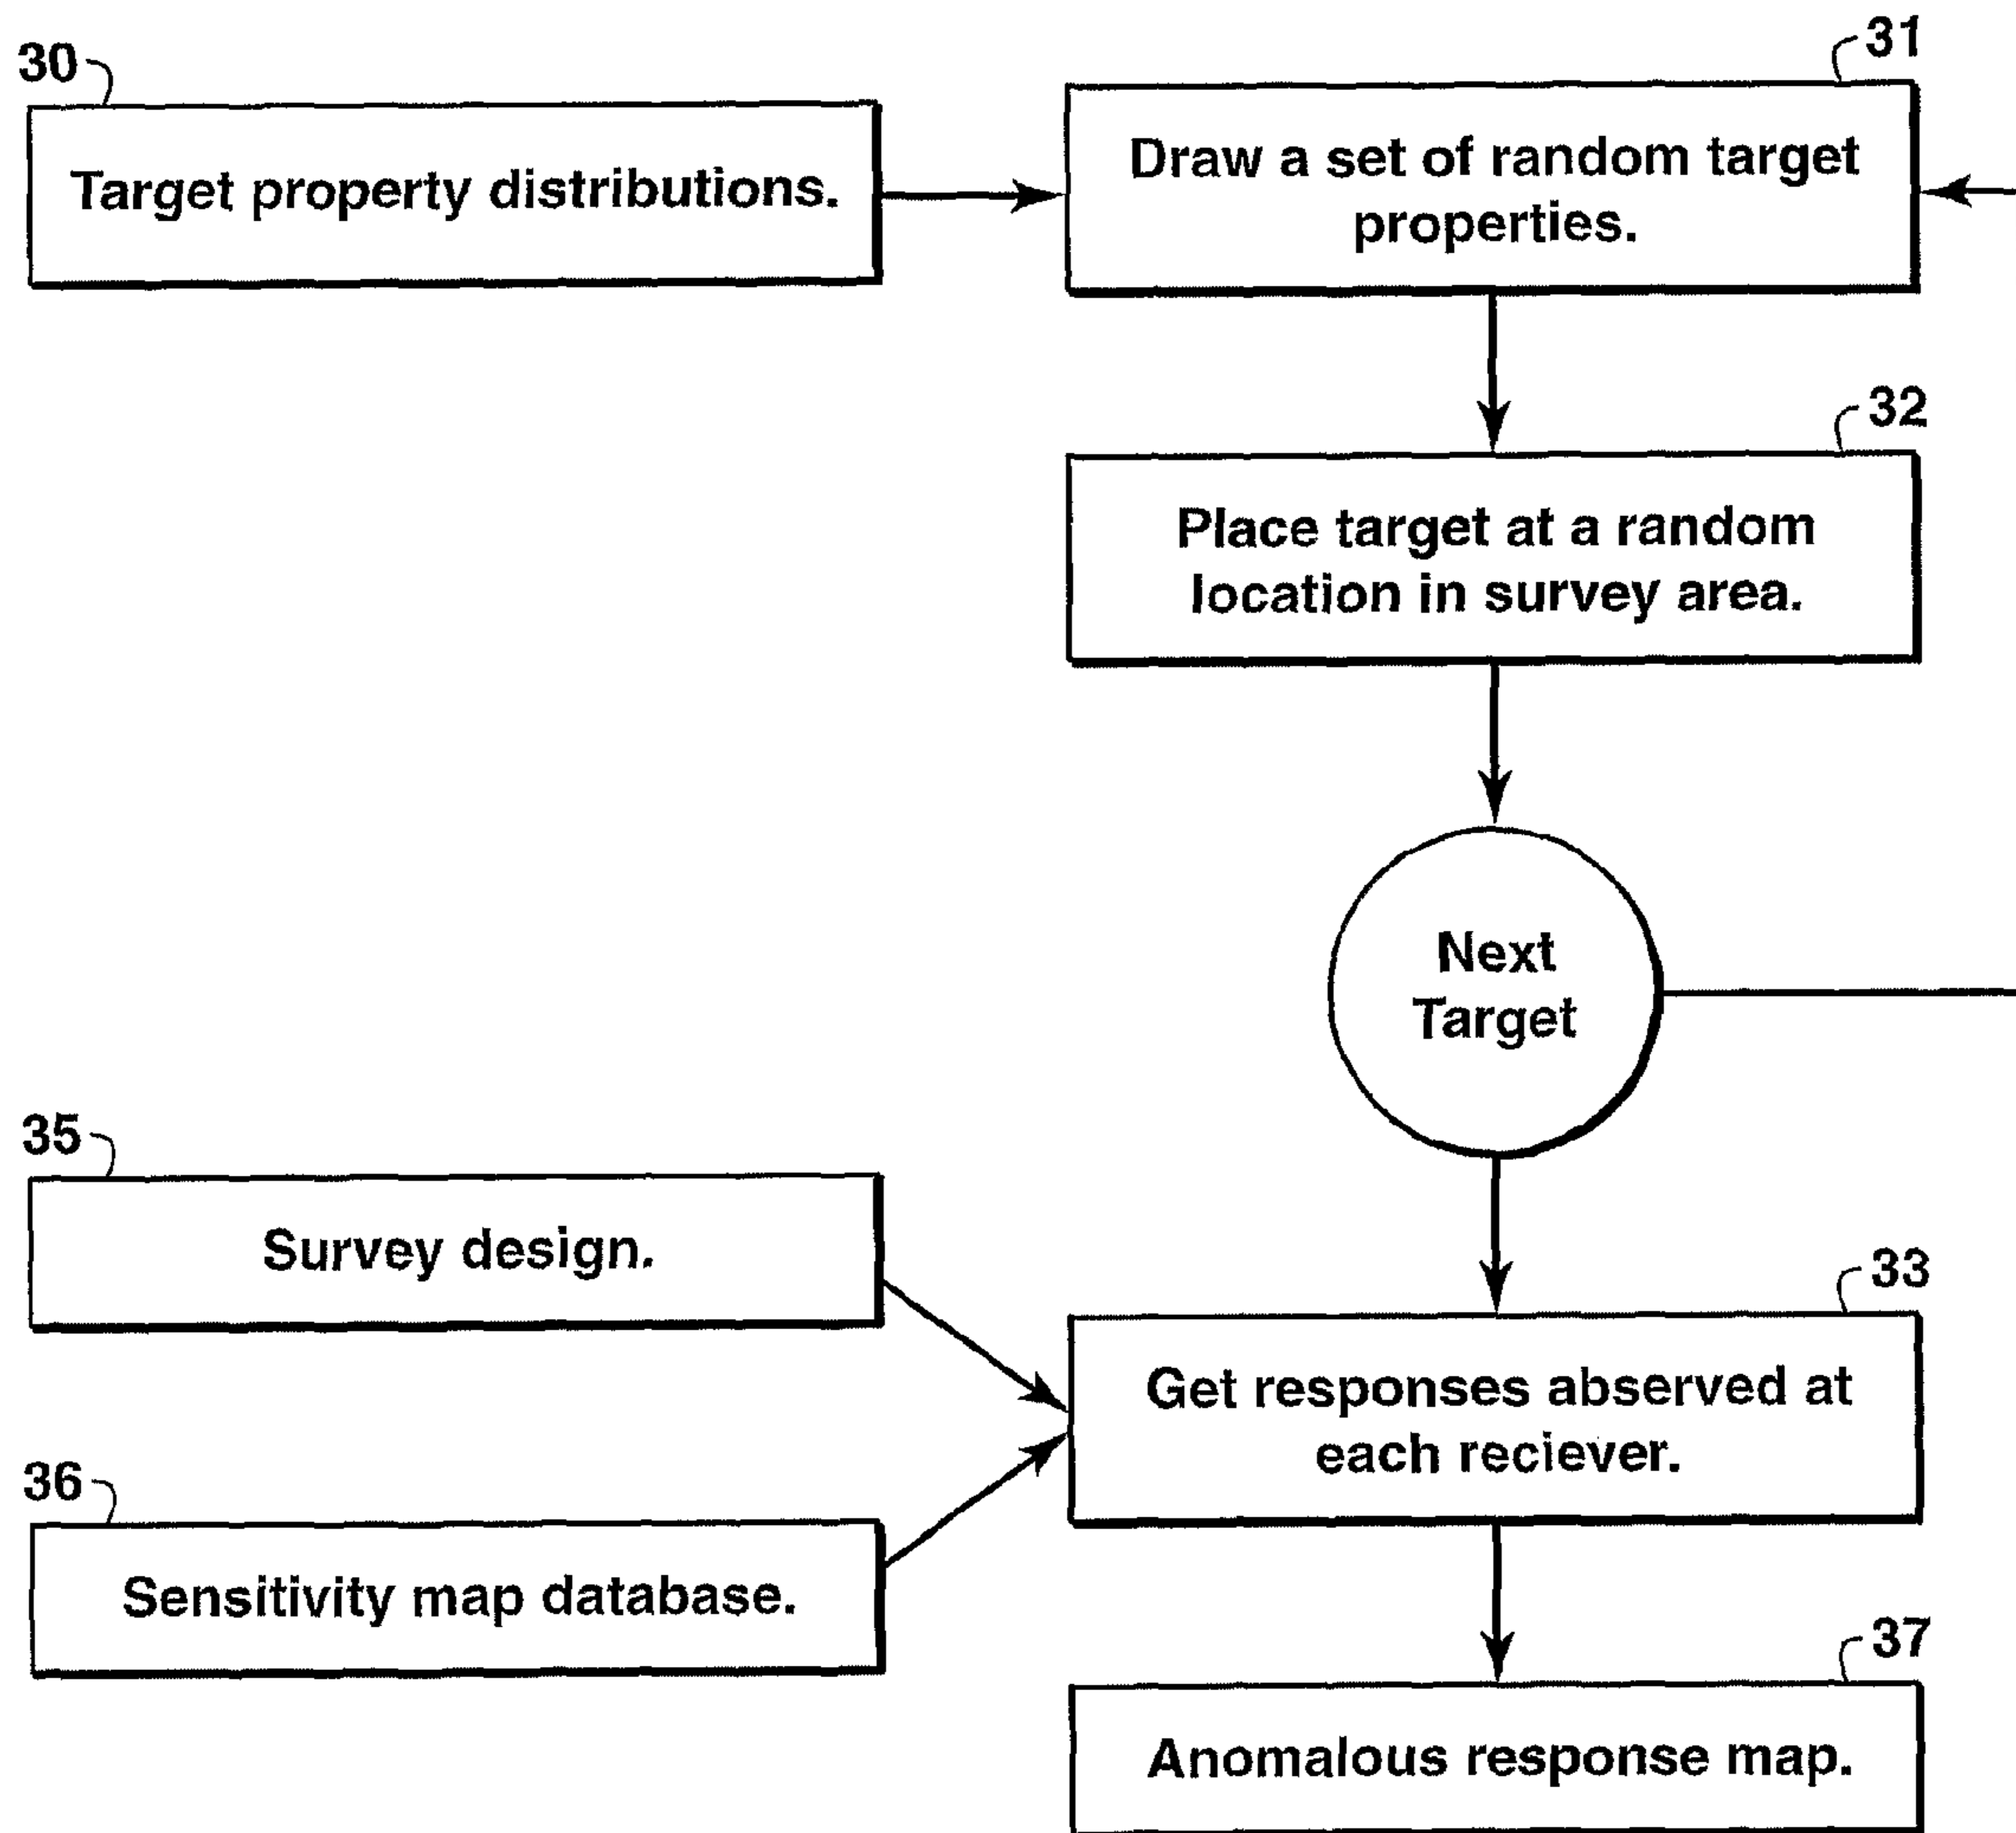 30
Target property distributions.
31
Draw a set of random target
properties.
32
Place target at a random
location in survey area.
Next
Target
35
Survey design.
33
Get responses abserved at
each reciever.
36
Sensitivity map database.
37
Anomalous response map.